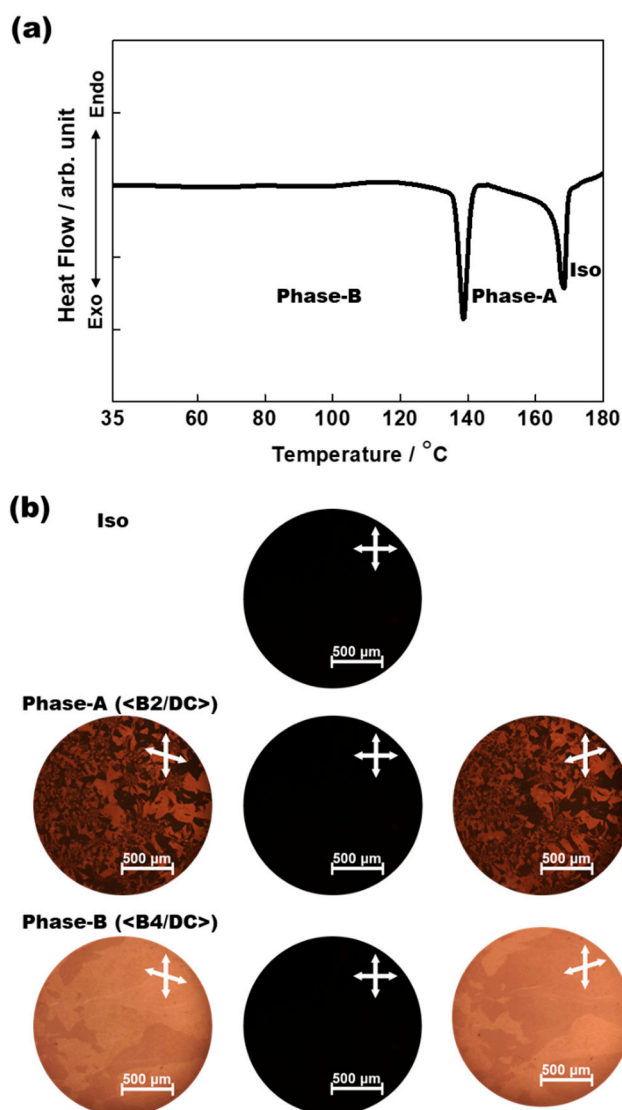 (a)
Heat Flow / arb. unit
Exo
Endo
Phase-B
Phase-A
Iso
35 60 80 100 120 140 160 180
Temperature / °C
(b)
Iso
500 µm
Phase-A (<B2/DC>)
500 µm
500 µm
500 µm
Phase-B (<B4/DC>)
500 µm
500 µm
500 µm